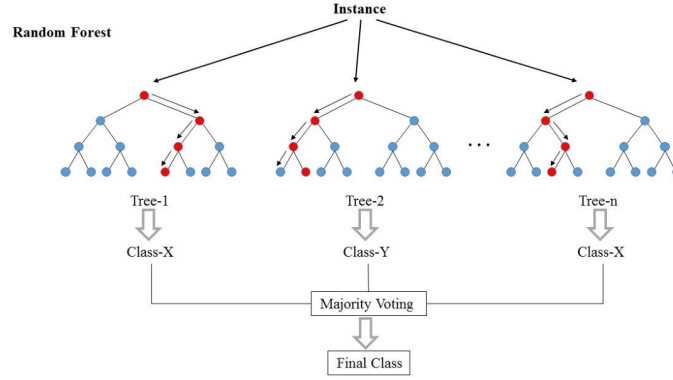 Instance
Random Forest
...
Tree-1
Tree-2
Tree-n
Class-X
Class-Y
Class-X
Majority Voting
Final Class